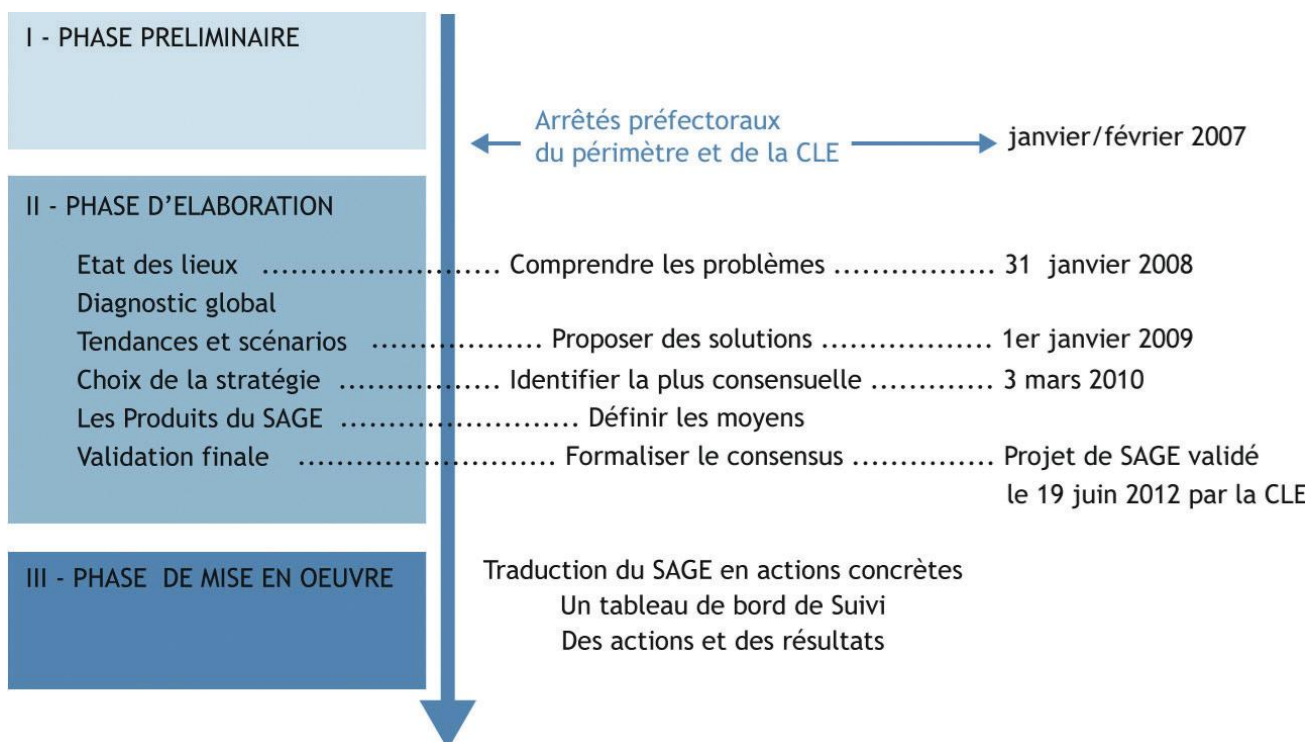 I - PHASE PRELIMINAIRE
Arrêtés préfectoraux
du périmètre et de la CLE
janvier/février 2007
II - PHASE D’ELABORATION
Etat des lieux ......................... Comprendre les problèmes ................. 31 janvier 2008
Diagnostic global
Tendances et scénarios .................. Proposer des solutions ................... 1er janvier 2009
Choix de la stratégie ................. Identifier la plus consensuelle ............. 3 mars 2010
Les Produits du SAGE ......................... Définir les moyens
Validation finale ........................... Formaliser le consensus ................ Projet de SAGE validé
le 19 juin 2012 par la CLE
III - PHASE DE MISE EN OEUVRE
Traduction du SAGE en actions concrètes
Un tableau de bord de Suivi
Des actions et des résultats